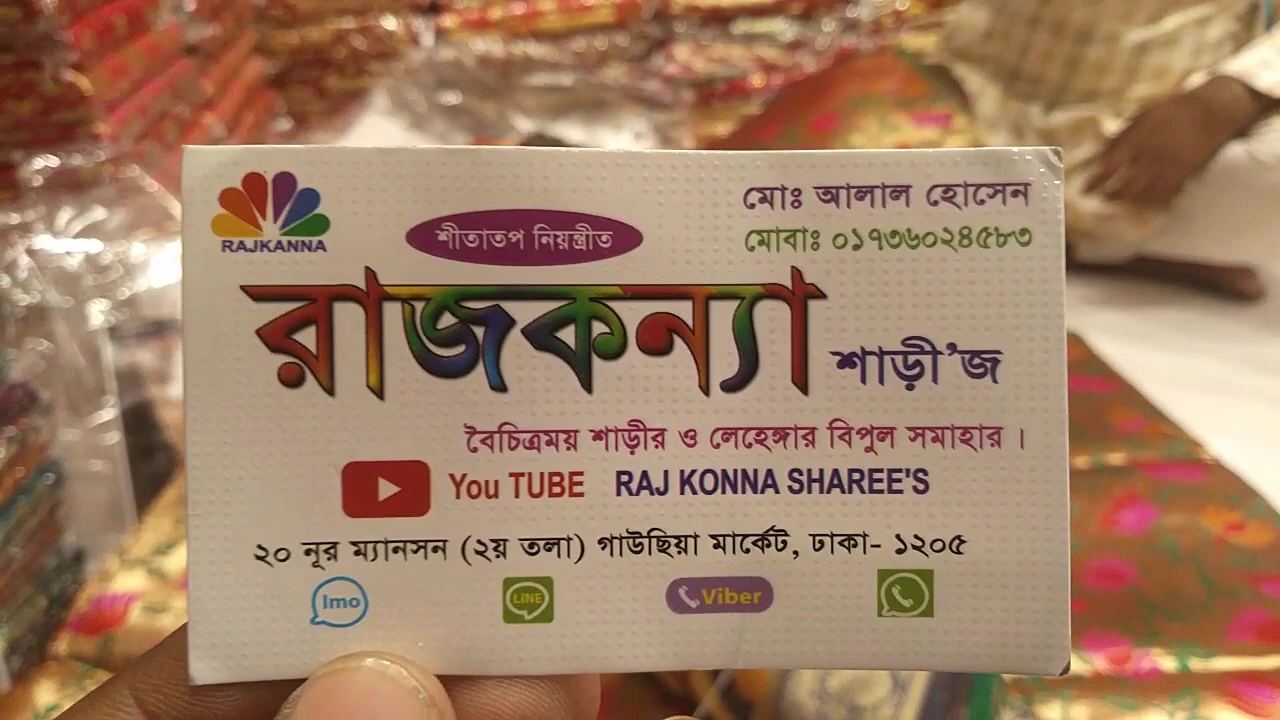 RAJKANNA
শীতাতপ নিয়ন্ত্রীত
মোঃ আলাল হোসেন
মোবাঃ ০১৭৩৬০২৪৫৮৩
রাজকন্যা শাড়ী'জ
বৈচিত্রময় শাড়ীর ও লেহেঙ্গার বিপুল সমাহার।
You TUBE RAJ KONNA SHAREE'S
২০ নূর ম্যানসন (২য় তলা) গাউছিয়া মার্কেট, ঢাকা- ১২০৫
Imo LINE Viber